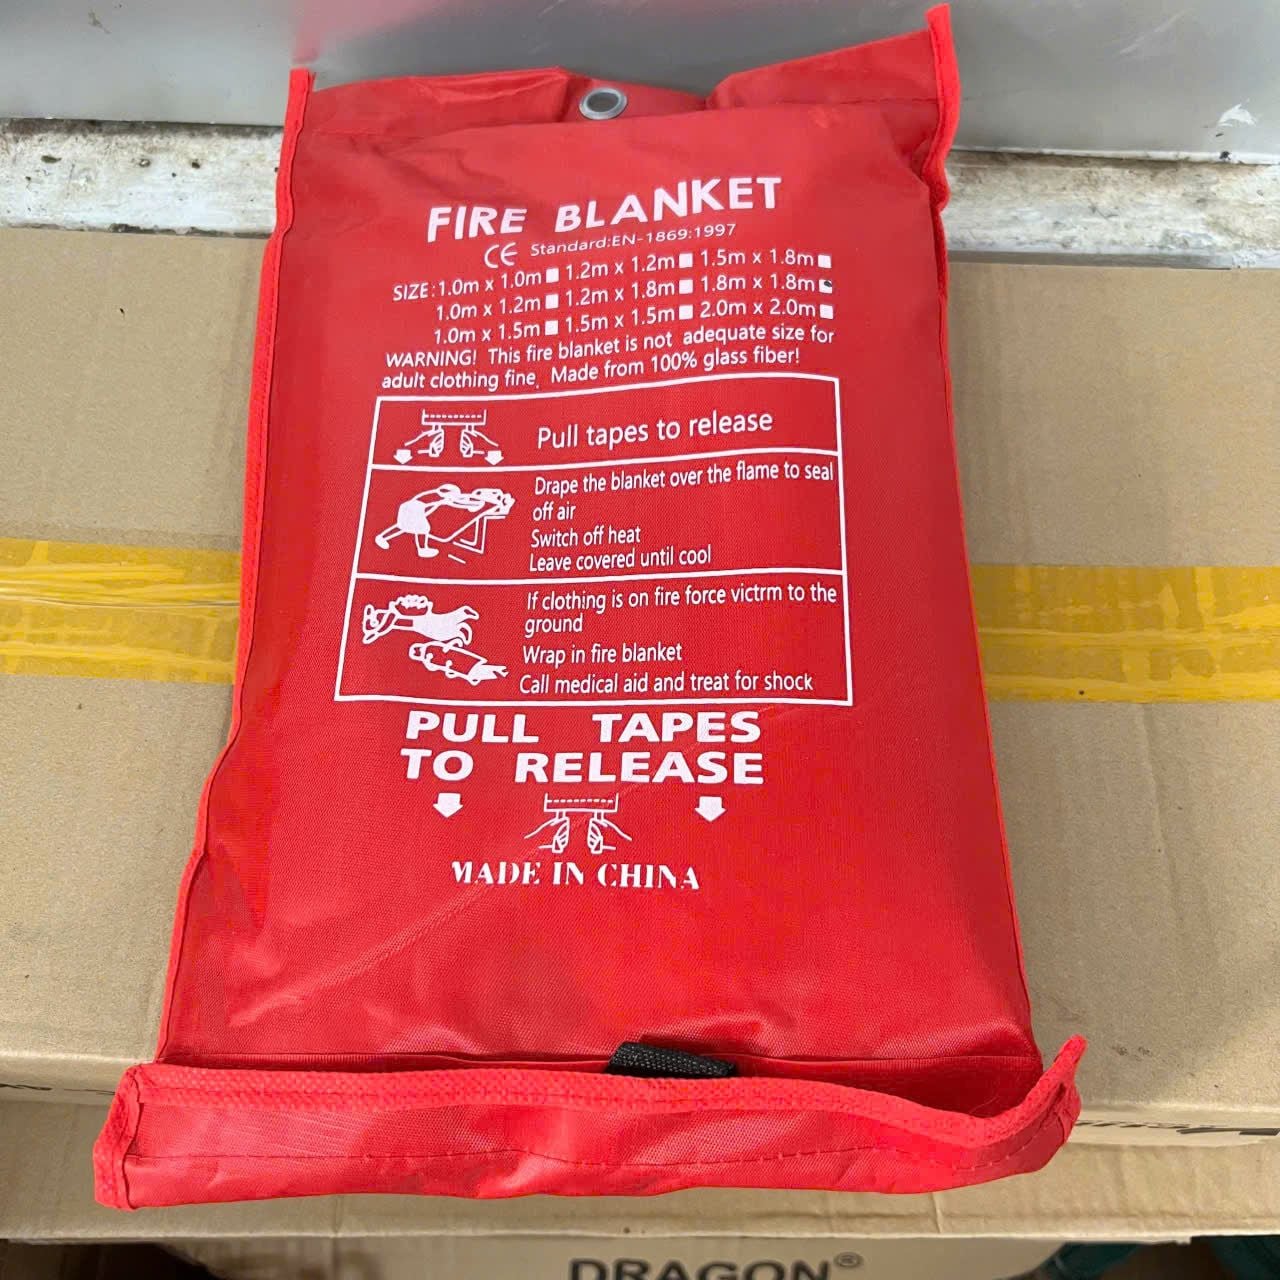 FIRE BLANKET
CE Standard:EN-1869:1997
SIZE:1.0m x 1.0m 1.2m x 1.2m 1.5m x 1.8m
1.0m x 1.2m 1.2m x 1.8m 1.8m x 1.8m
1.0m x 1.5m 1.5m x 1.5m 2.0m x 2.0m
WARNING! This fire blanket is not adequate size for
adult clothing fine. Made from 100% glass fiber!
Pull tapes to release
Drape the blanket over the flame to seal
off air
Switch off heat
Leave covered until cool
If clothing is on fire force victrm to the
ground
Wrap in fire blanket
Call medical aid and treat for shock
PULL TAPES
TO RELEASE
MADE IN CHINA
DRAGON®